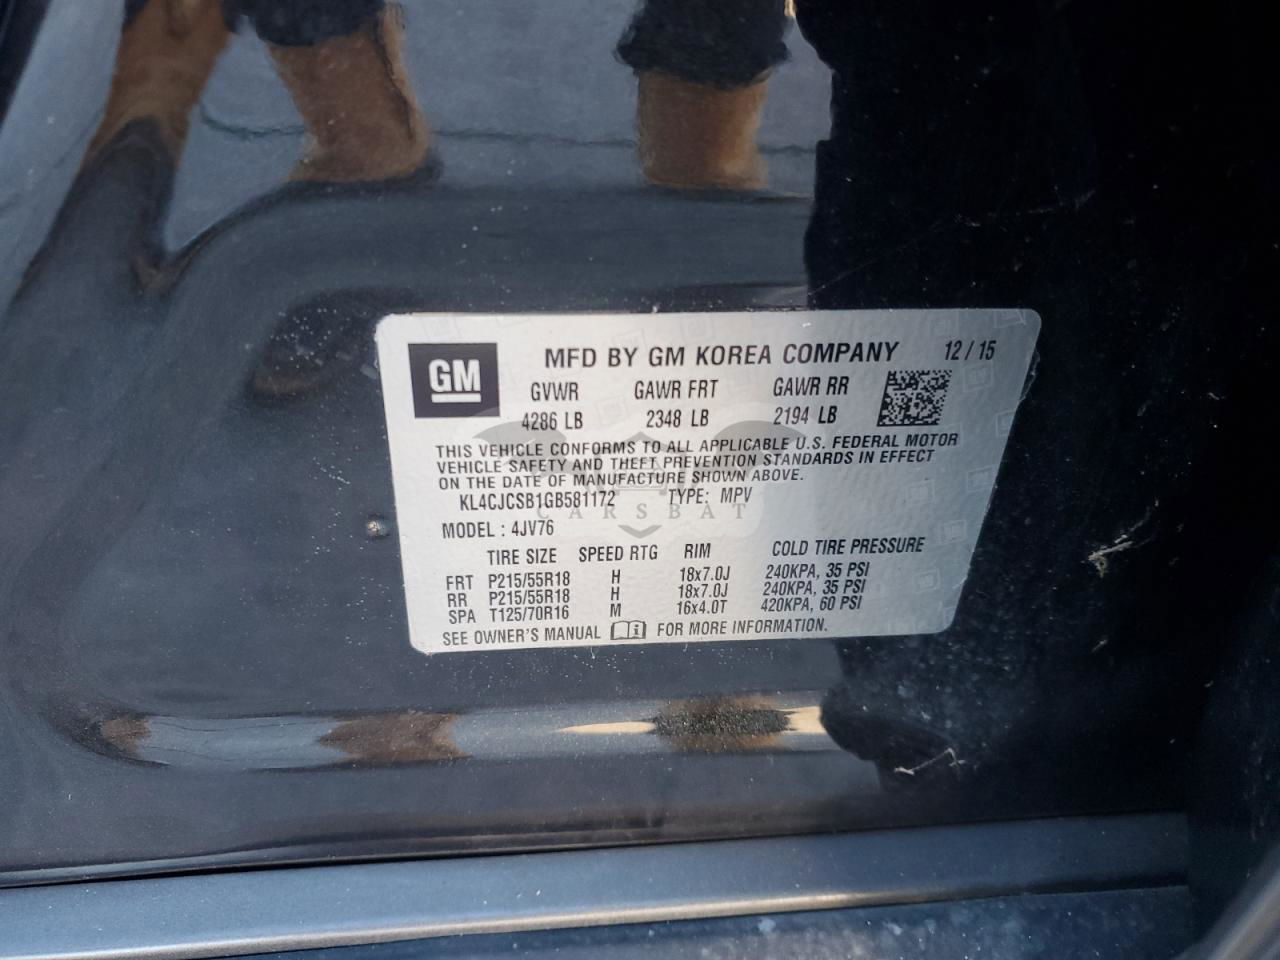 GM MFD BY GM KOREA COMPANY 12 / 15
GVWR GAWR FRT GAWR RR
4286 LB 2348 LB 2194 LB
THIS VEHICLE CONFORMS TO ALL APPLICABLE U.S. FEDERAL MOTOR
VEHICLE SAFETY AND THEFT PREVENTION STANDARDS IN EFFECT
ON THE DATE OF MANUFACTURE SHOWN ABOVE.
KL4CJCSB1GB581172 TYPE: MPV
CARSBAT
MODEL : 4JV76
TIRE SIZE SPEED RTG RIM COLD TIRE PRESSURE
FRT P215/55R18 H 18x7.0J 240KPA, 35 PSI
RR P215/55R18 H 18x7.0J 240KPA, 35 PSI
SPA T125/70R16 M 16x4.0T 420KPA, 60 PSI
SEE OWNER'S MANUAL i FOR MORE INFORMATION.